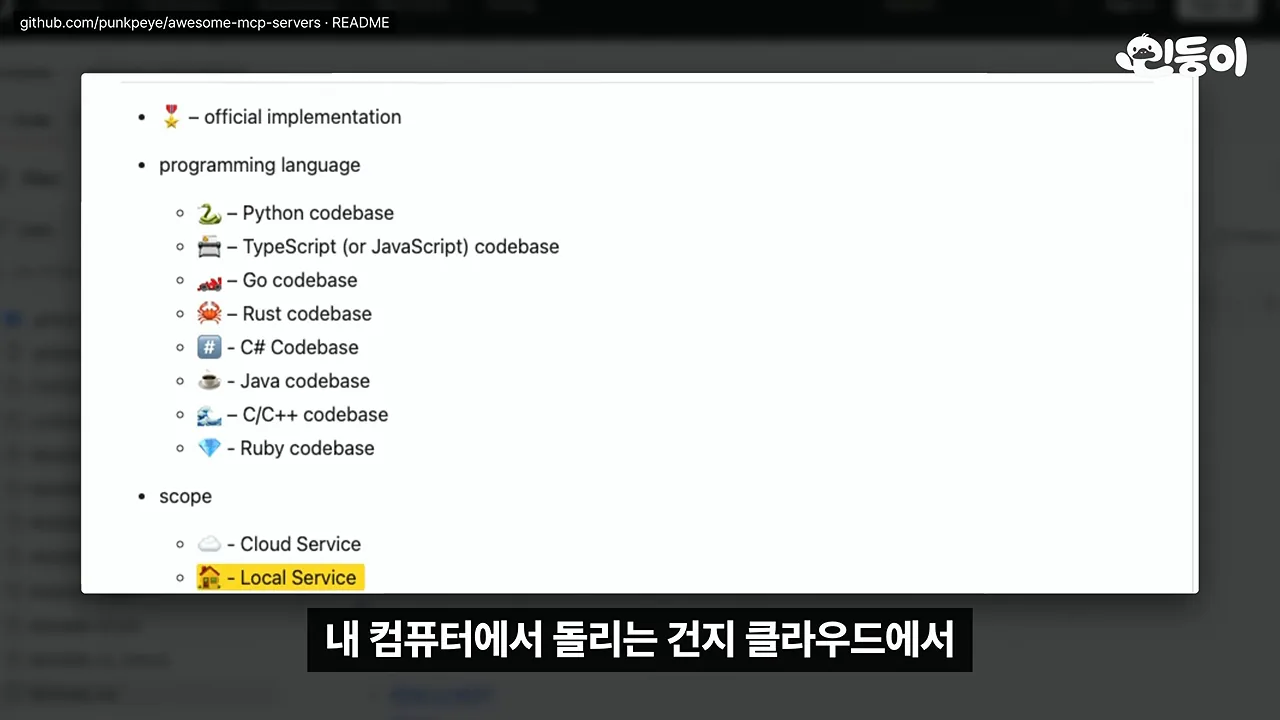 github.com/punkpeye/awesome-mcp-servers · README
인둥이
• 🎖️ – official implementation
• programming language
◦ 🐍 – Python codebase
◦ 📇 – TypeScript (or JavaScript) codebase
◦ 🏎️ – Go codebase
◦ 🦀 – Rust codebase
◦ #️⃣ - C# Codebase
◦ ☕ - Java codebase
◦ 🌊 – C/C++ codebase
◦ 💎 - Ruby codebase
• scope
◦ ☁️ - Cloud Service
◦ 🏠 - Local Service
내 컴퓨터에서 돌리는 건지 클라우드에서